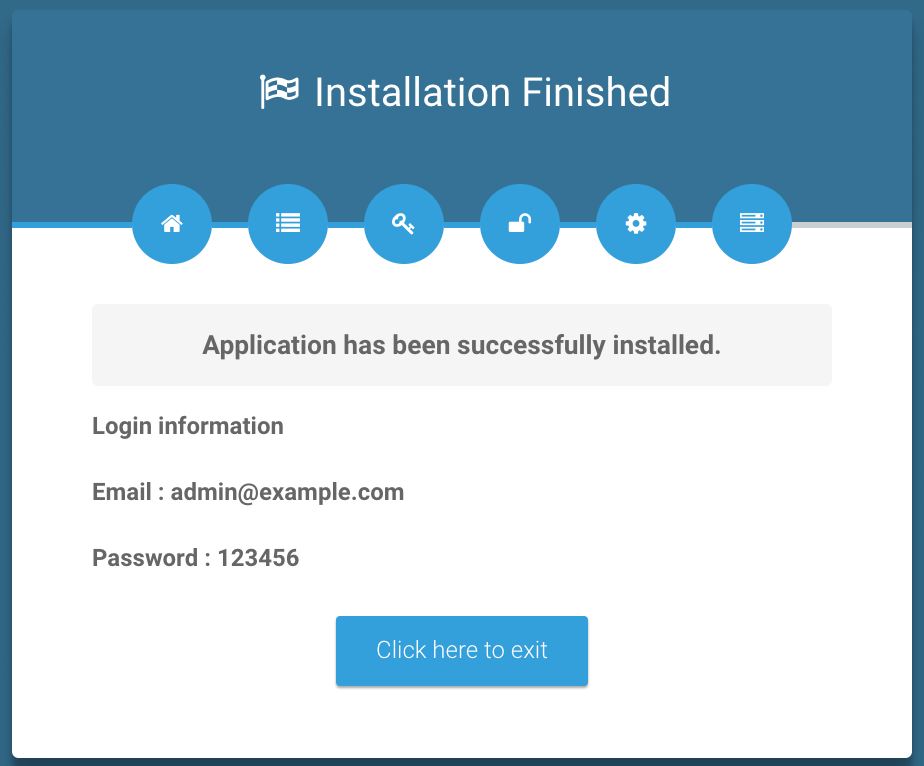 Installation Finished
Application has been successfully installed.
Login information
Email : admin@example.com
Password : 123456
Click here to exit